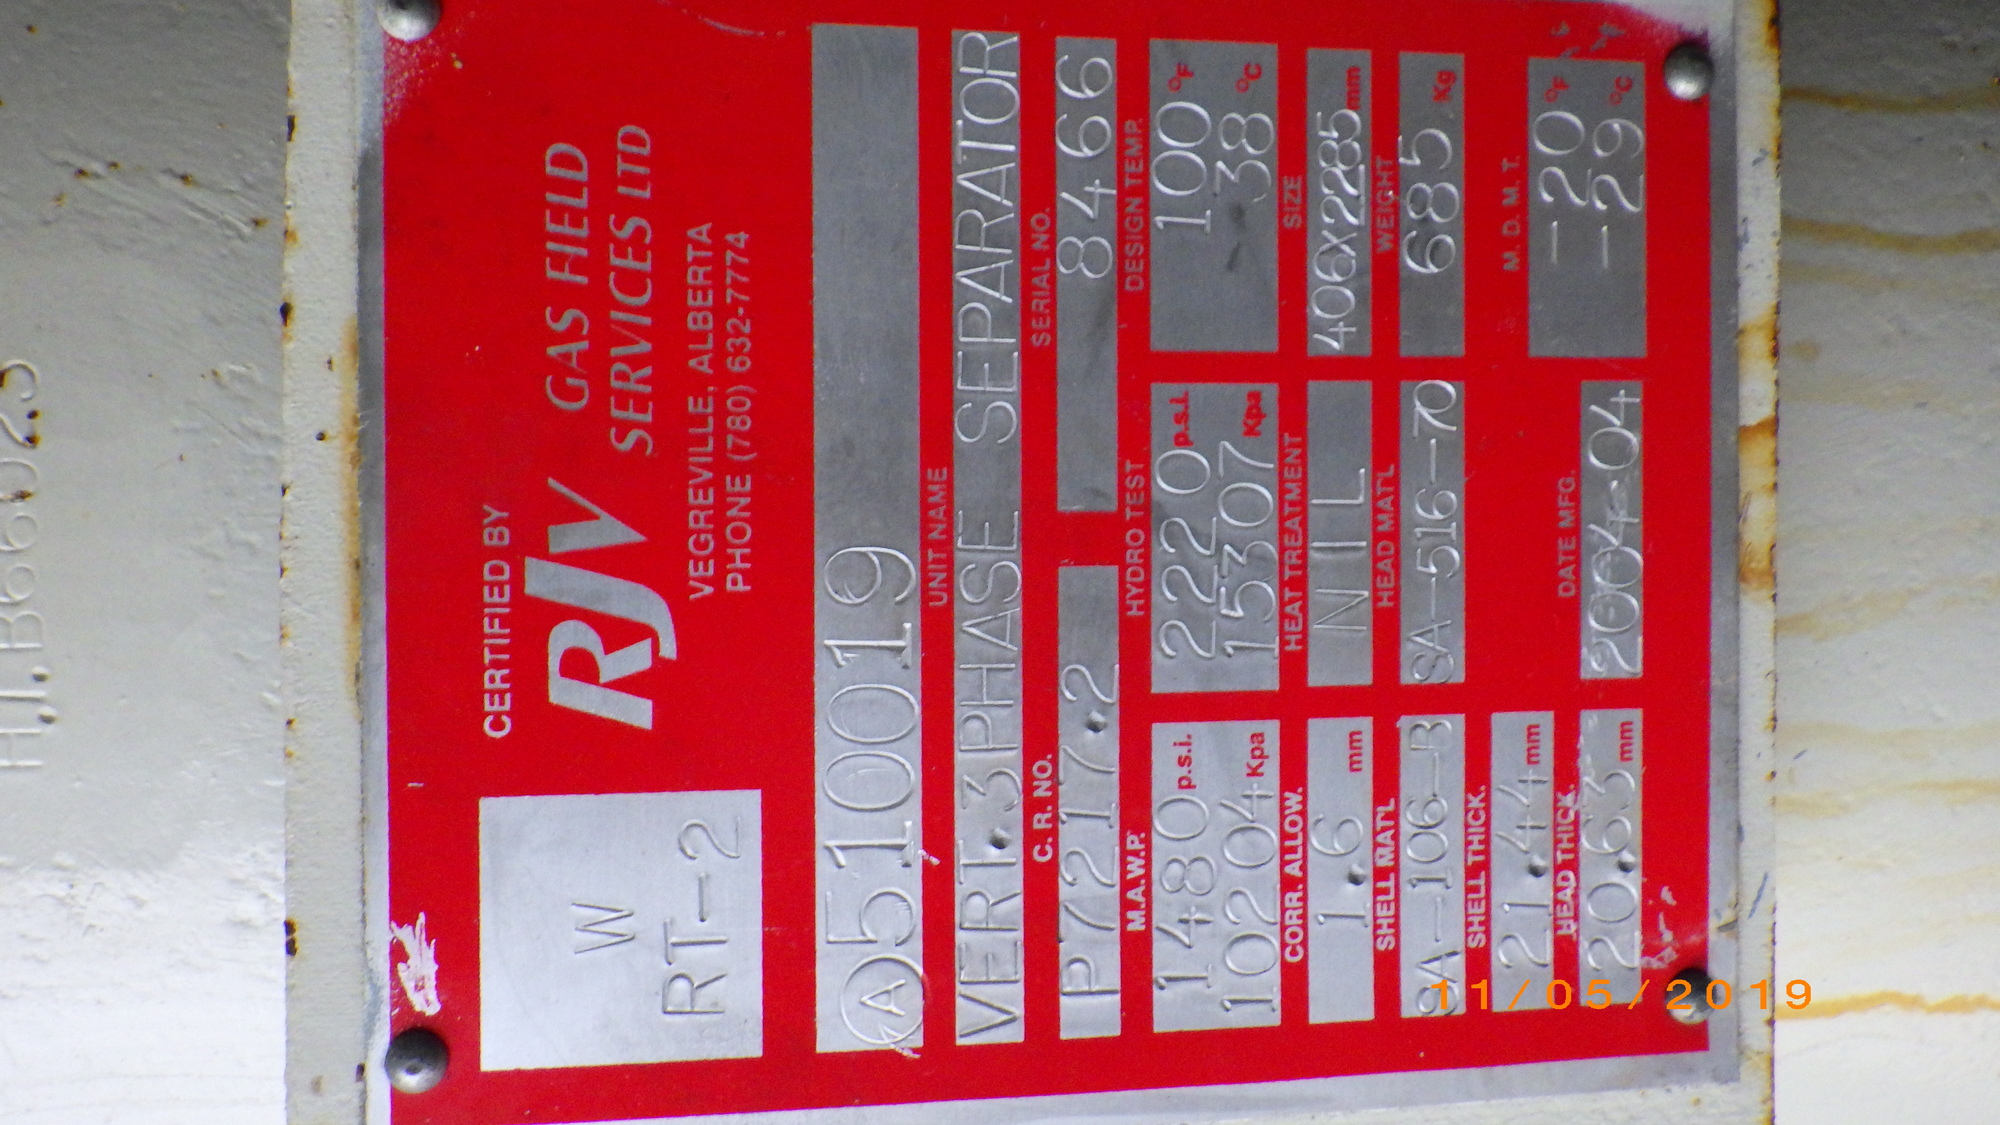 CERTIFIED BY
RJV GAS FIELD
SERVICES LTD
VEGREVILLE, ALBERTA
PHONE (780) 632-7774
W
RT-2
A 510019
UNIT NAME
VERT. 3PHASE SEPARATOR
C. R. NO. SERIAL NO.
P7217.2 8466
M.A.W.P. HYDRO TEST DESIGN TEMP.
1480 p.s.i. 2220 p.s.i. 100 °F
10204 Kpa 15307 Kpa 38 °C
CORR. ALLOW. HEAT TREATMENT SIZE
1.6 mm NIL 406X2285 mm
SHELL MAT'L HEAD MAT'L WEIGHT
SA-106-B SA-516-70 685 Kg
SHELL THICK. M. D. M. T.
21.44 mm -20 °F
-29 °C
HEAD THICK. DATE MFG.
20.63 mm 2004-04
11/05/2019